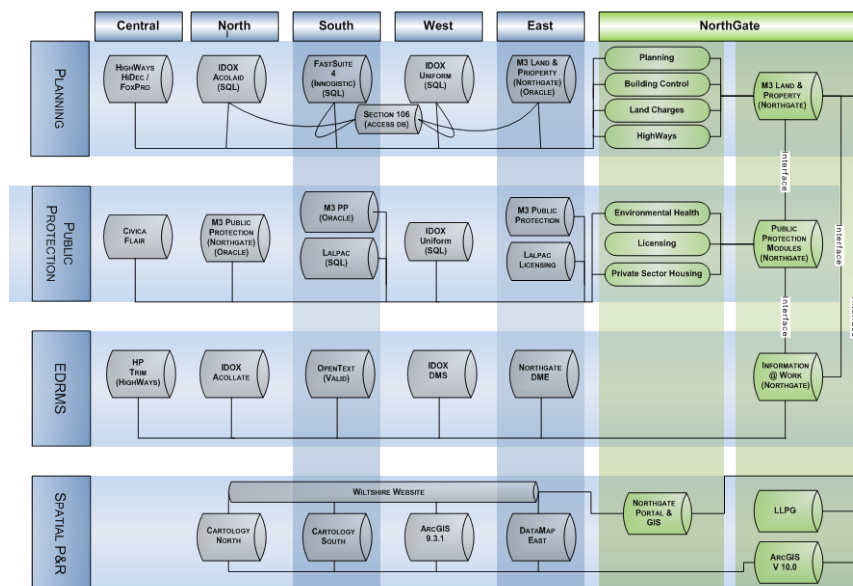 Central North South West East NorthGate
PLANNING
HIGHWAYS
HIDEC /
FOXPRO
IDOX
ACOLAID
(SQL)
FASTSUITE
4
(INNOGISTIC)
(SQL)
IDOX
UNIFORM
(SQL)
M3 LAND &
PROPERTY
(NORTHGATE)
(ORACLE)
SECTION 106
(ACCESS DB)
Planning
Building Control
Land Charges
HighWays
M3 LAND &
PROPERTY
(NORTHGATE)
Interface
PUBLIC
PROTECTION
CIVICA
FLAIR
M3 PUBLIC
PROTECTION
(NORTHGATE)
(ORACLE)
M3 PP
(ORACLE)
LALPAC
(SQL)
IDOX
UNIFORM
(SQL)
M3 PUBLIC
PROTECTION
LALPAC
LICENSING
Environmental Health
Licensing
Private Sector Housing
PUBLIC
PROTECTION
MODULES
(NORTHGATE)
Interface
Interface
EDRMS
HP
TRIM
(HIGHWAYS)
IDOX
ACOLLATE
OPENTEXT
(VALID)
IDOX
DMS
NORTHGATE
DME
INFORMATION
@ WORK
(NORTHGATE)
SPATIAL P&R
WILTSHIRE WEBSITE
CARTOLOGY
NORTH
CARTOLOGY
SOUTH
ARCGIS
9.3.1
DATAMAP
EAST
NORTHGATE
PORTAL &
GIS
LLPG
ARCGIS
V 10.0